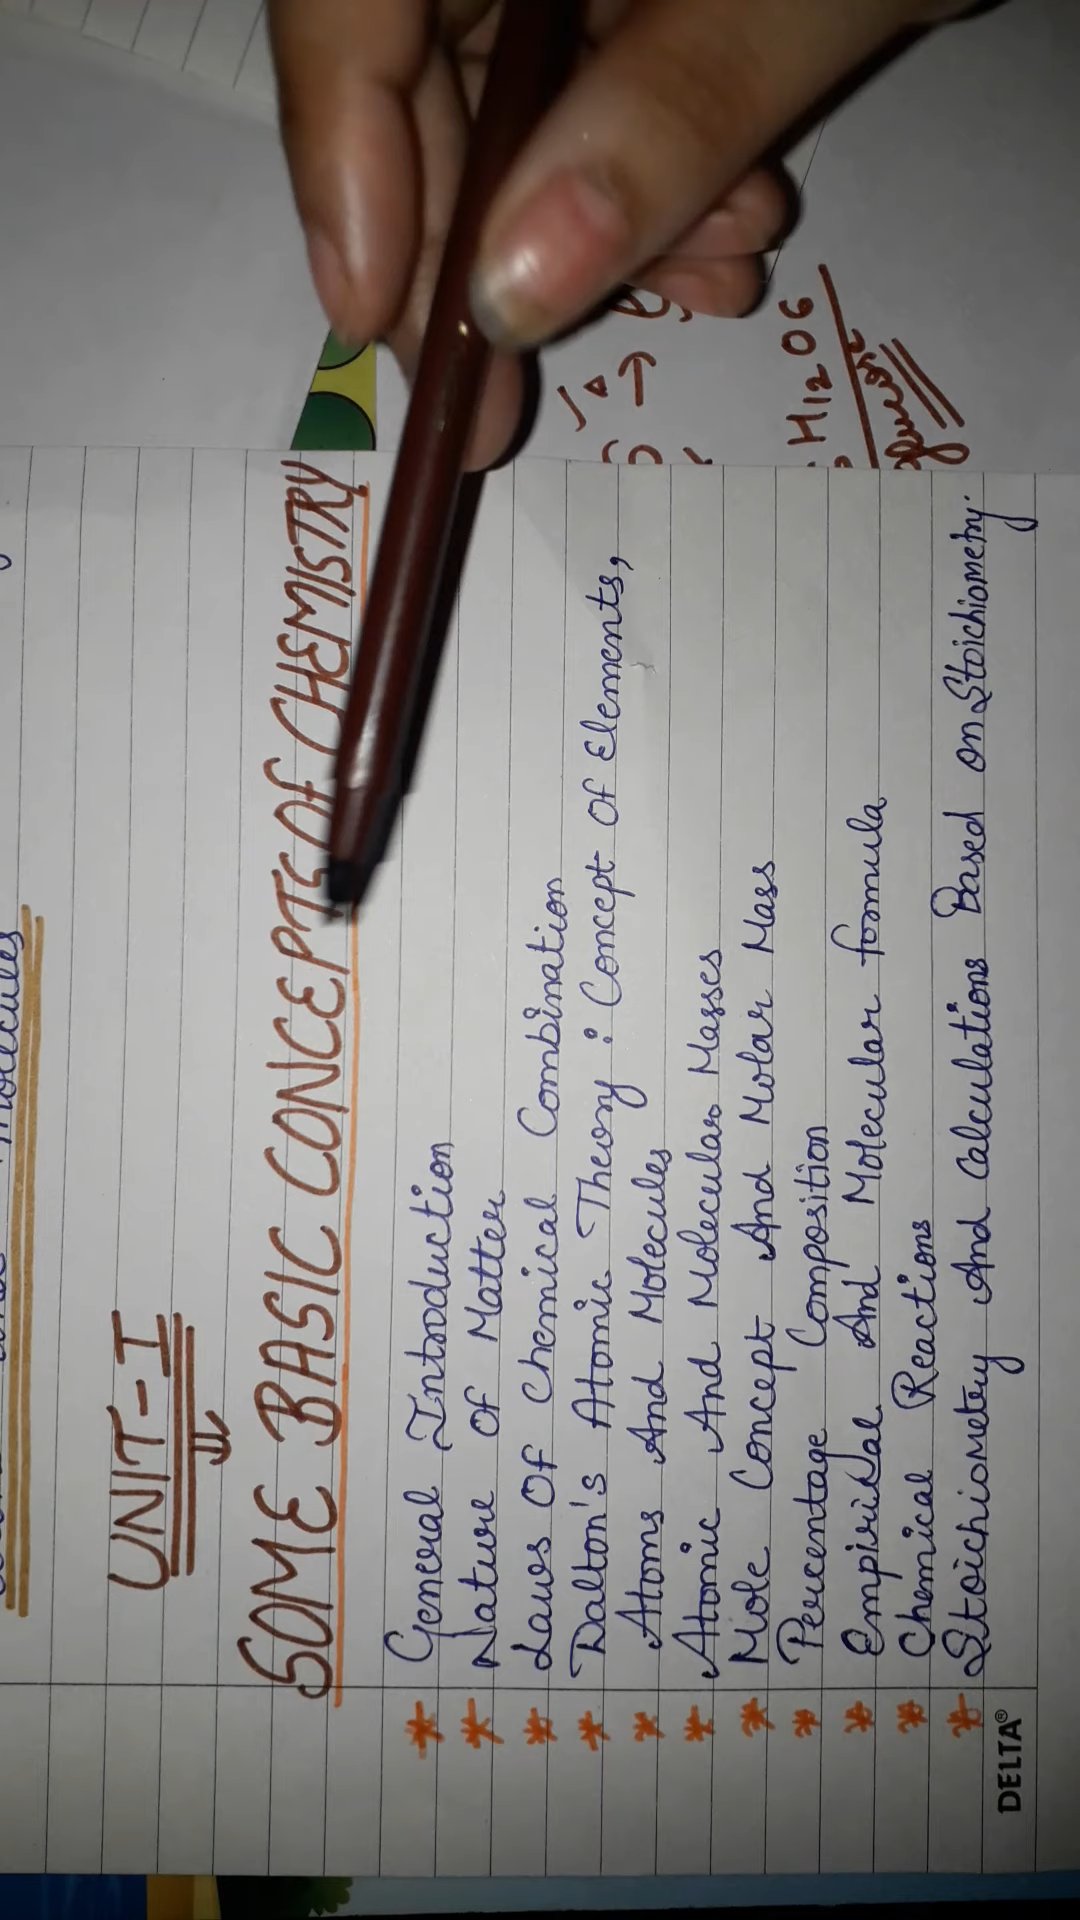 Molecules
UNIT-I
SOME BASIC CONCEPTS OF CHEMISTRY
* General Introduction
* Nature Of Matter
* Laws Of Chemical Combination
* Dalton's Atomic Theory : Concept Of Elements,
* Atoms And Molecules
* Atomic And Molecular Masses
* Mole Concept And Molar Mass
* Percentage Composition
* Empirical And Molecular formula
* Chemical Reactions
* Stoichiometry And Calculations Based on Stoichiometry.
DELTA®
H12O6